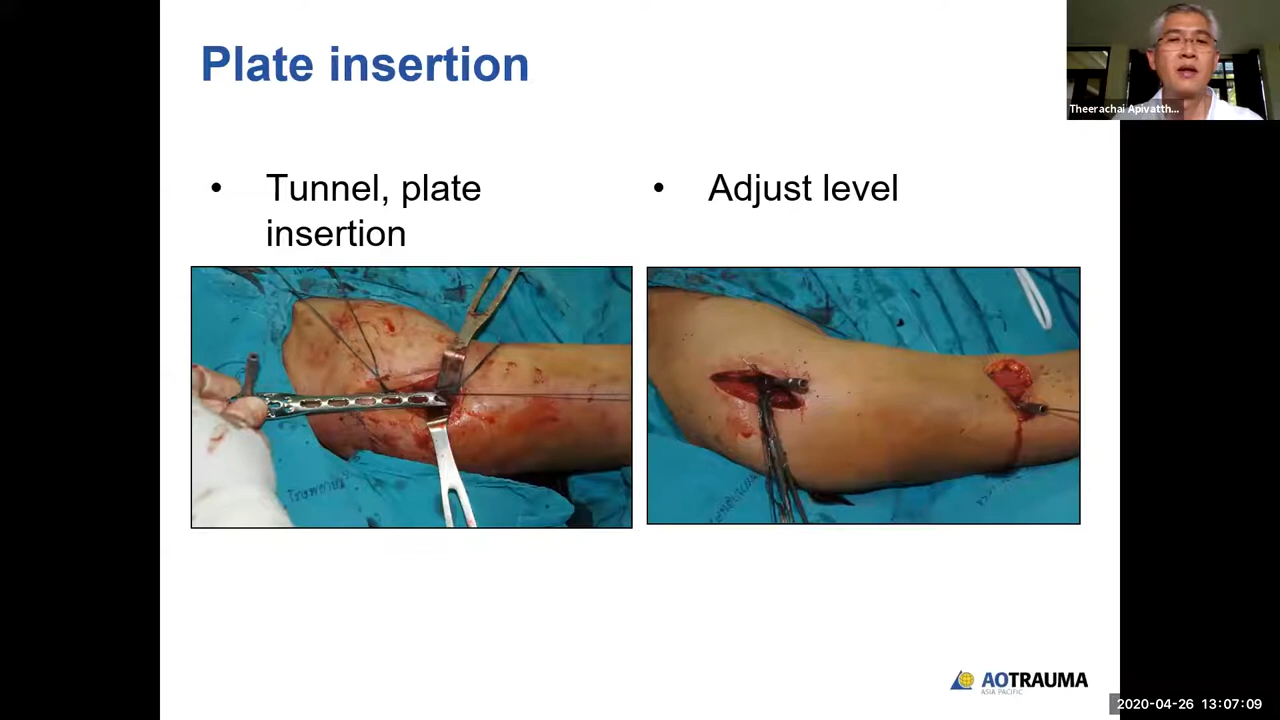 Plate insertion
Theerachai Apivatth...
• Tunnel, plate
insertion
• Adjust level
AOTRAUMA
ASIA PACIFIC
2020-04-26 13:07:09